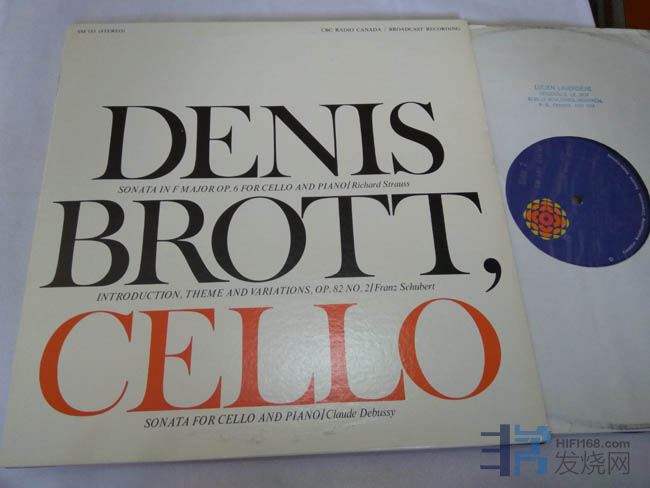 SM 153 (STEREO)
CBC RADIO CANADA / BROADCAST RECORDING
DENIS
SONATA IN F MAJOR OP. 6 FOR CELLO AND PIANO/Richard Strauss
BROTT,
INTRODUCTION, THEME AND VARIATIONS, OP. 82 NO. 2/Franz Schubert
CELLO
SONATA FOR CELLO AND PIANO/Claude Debussy
HIFI168.com
发烧网